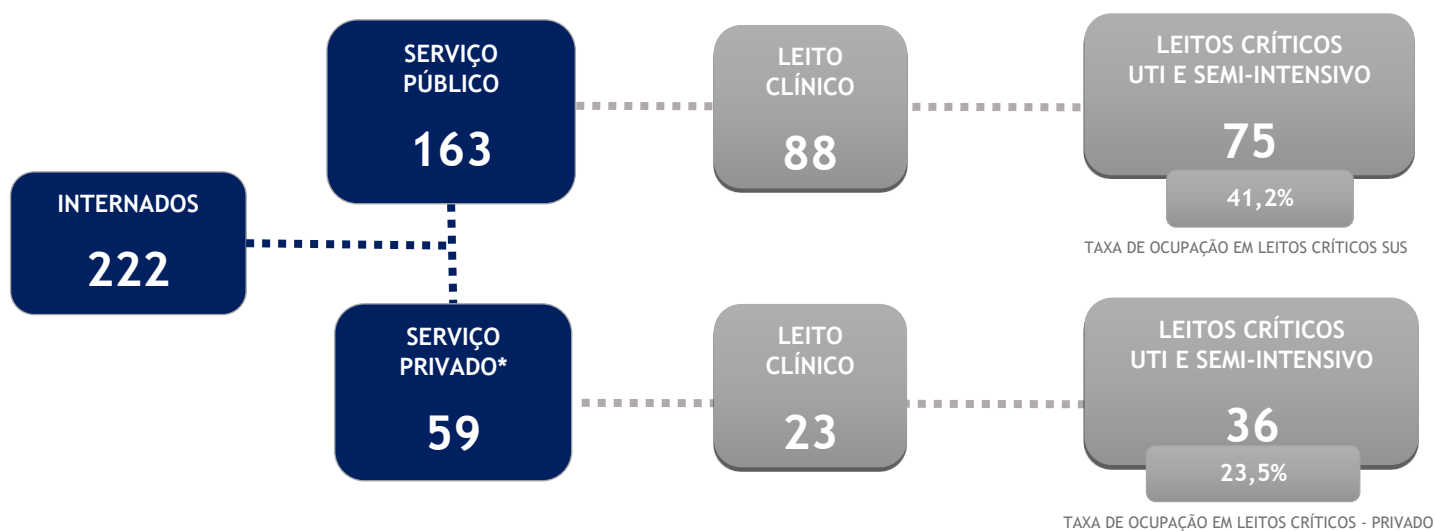 INTERNADOS
222
SERVIÇO
PÚBLICO
163
LEITO
CLÍNICO
88
LEITOS CRÍTICOS
UTI E SEMI-INTENSIVO
75
41,2%
TAXA DE OCUPAÇÃO EM LEITOS CRÍTICOS SUS
SERVIÇO
PRIVADO*
59
LEITO
CLÍNICO
23
LEITOS CRÍTICOS
UTI E SEMI-INTENSIVO
36
23,5%
TAXA DE OCUPAÇÃO EM LEITOS CRÍTICOS - PRIVADO